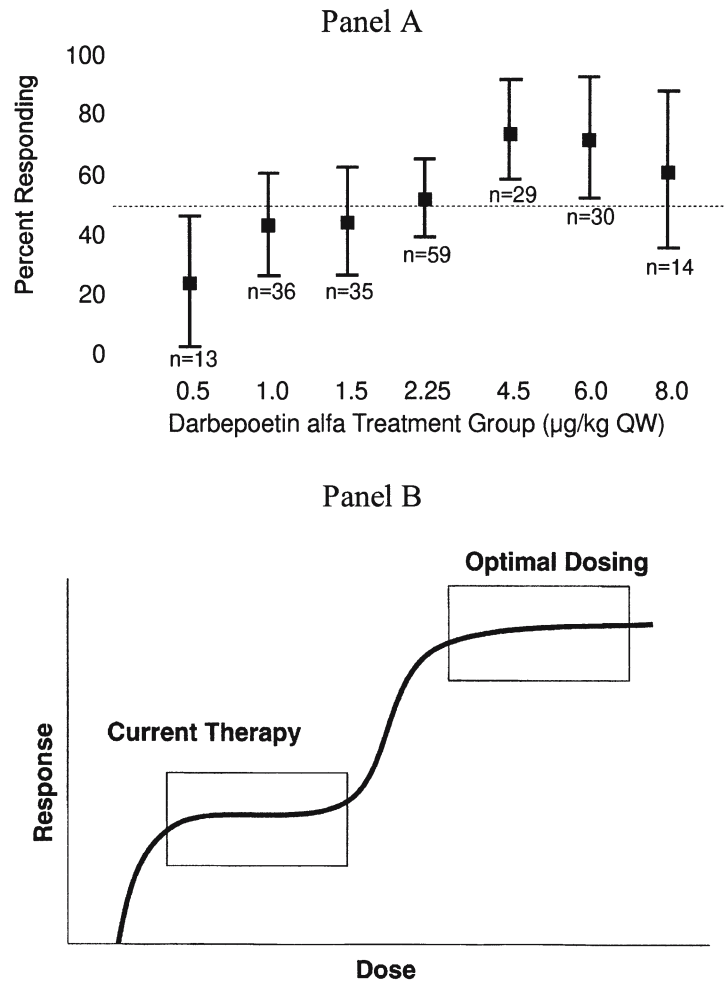 Panel A
Percent Responding
100
80
60
40
20
0
n=13
n=36
n=35
n=59
n=29
n=30
n=14
0.5 1.0 1.5 2.25 4.5 6.0 8.0
Darbepoetin alfa Treatment Group (µg/kg QW)
Panel B
Optimal Dosing
Current Therapy
Response
Dose